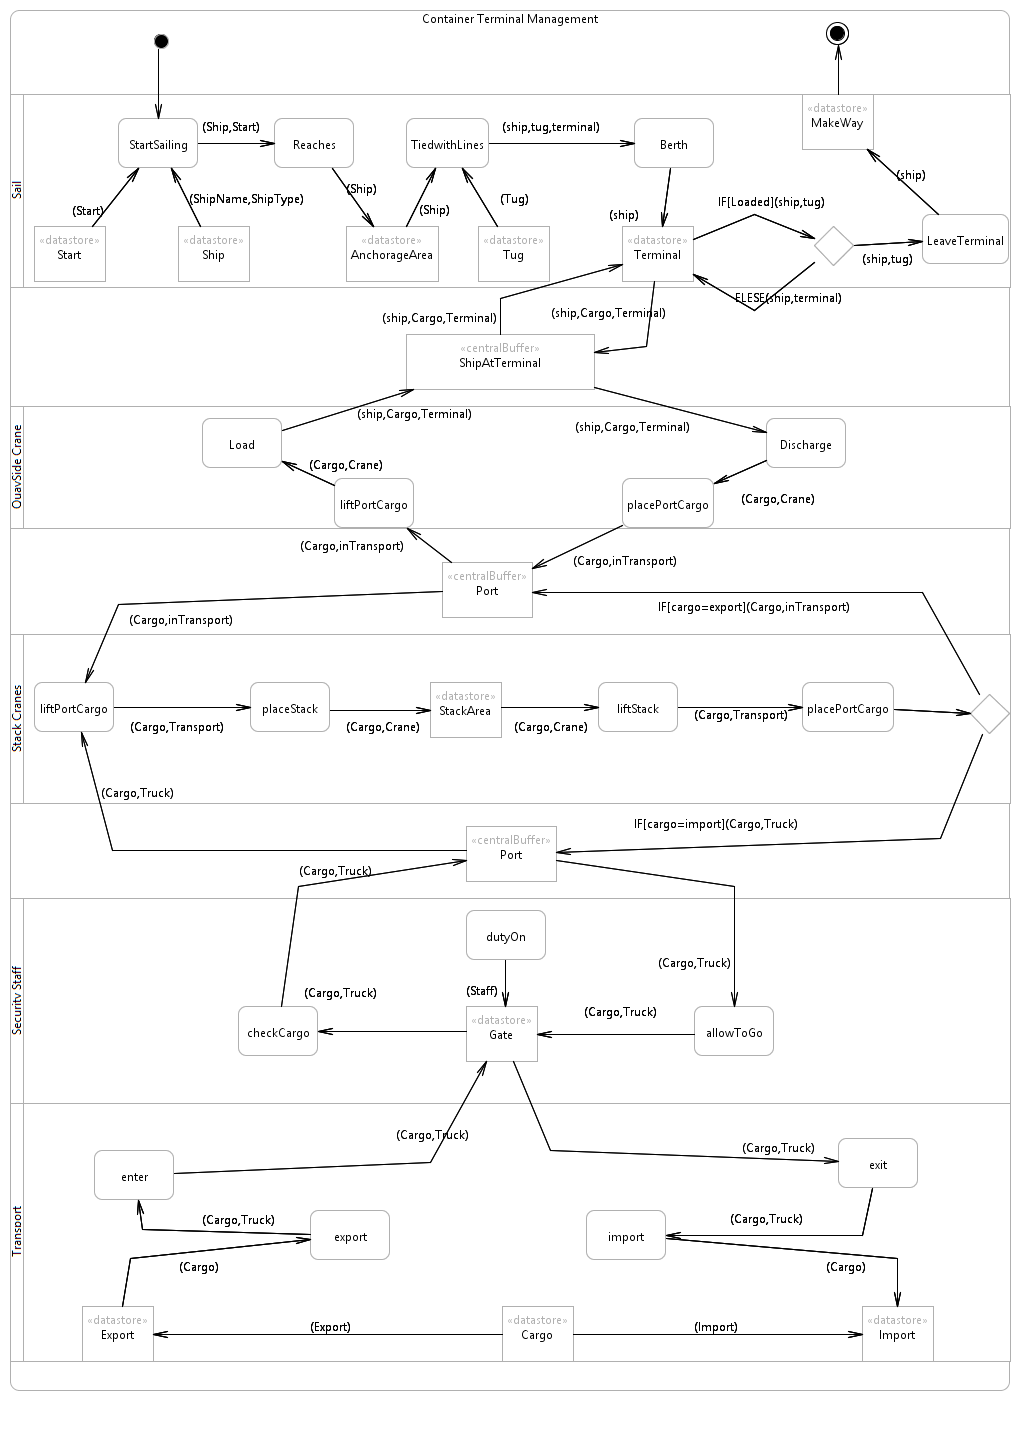 Container Terminal Management
Sail
«datastore»
MakeWay
StartSailing
(Ship,Start)
Reaches
TiedwithLines
(ship,tug,terminal)
Berth
(Start)
(ShipName,ShipType)
(Ship)
(Ship)
(Tug)
(ship)
IF[Loaded](ship,tug)
(ship)
«datastore»
Start
«datastore»
Ship
«datastore»
AnchorageArea
«datastore»
Tug
«datastore»
Terminal
(ship,tug)
LeaveTerminal
ELESE(ship,terminal)
(ship,Cargo,Terminal)
(ship,Cargo,Terminal)
«centralBuffer»
ShipAtTerminal
QuaySide Crane
(ship,Cargo,Terminal)
(ship,Cargo,Terminal)
Load
Discharge
(Cargo,Crane)
liftPortCargo
placePortCargo
(Cargo,Crane)
(Cargo,inTransport)
(Cargo,inTransport)
«centralBuffer»
Port
(Cargo,inTransport)
IF[cargo=export](Cargo,inTransport)
Stack Cranes
liftPortCargo
(Cargo,Transport)
placeStack
(Cargo,Crane)
«datastore»
StackArea
(Cargo,Crane)
liftStack
(Cargo,Transport)
placePortCargo
(Cargo,Truck)
IF[cargo=import](Cargo,Truck)
«centralBuffer»
Port
(Cargo,Truck)
Security Staff
dutyOn
(Cargo,Truck)
(Cargo,Truck)
(Staff)
(Cargo,Truck)
checkCargo
«datastore»
Gate
allowToGo
Transport
(Cargo,Truck)
(Cargo,Truck)
enter
exit
(Cargo,Truck)
export
import
(Cargo,Truck)
(Cargo)
(Cargo)
«datastore»
Export
(Export)
«datastore»
Cargo
(Import)
«datastore»
Import